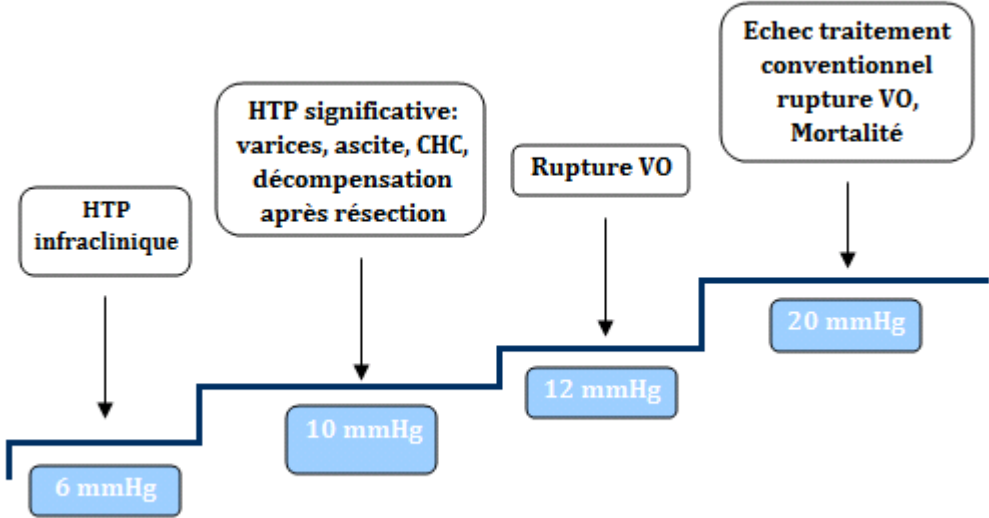 HTP
infraclinique
HTP significative:
varices, ascite, CHC,
décompensation
après résection
Rupture VO
Echec traitement
conventionnel
rupture VO,
Mortalité
6 mmHg
10 mmHg
12 mmHg
20 mmHg